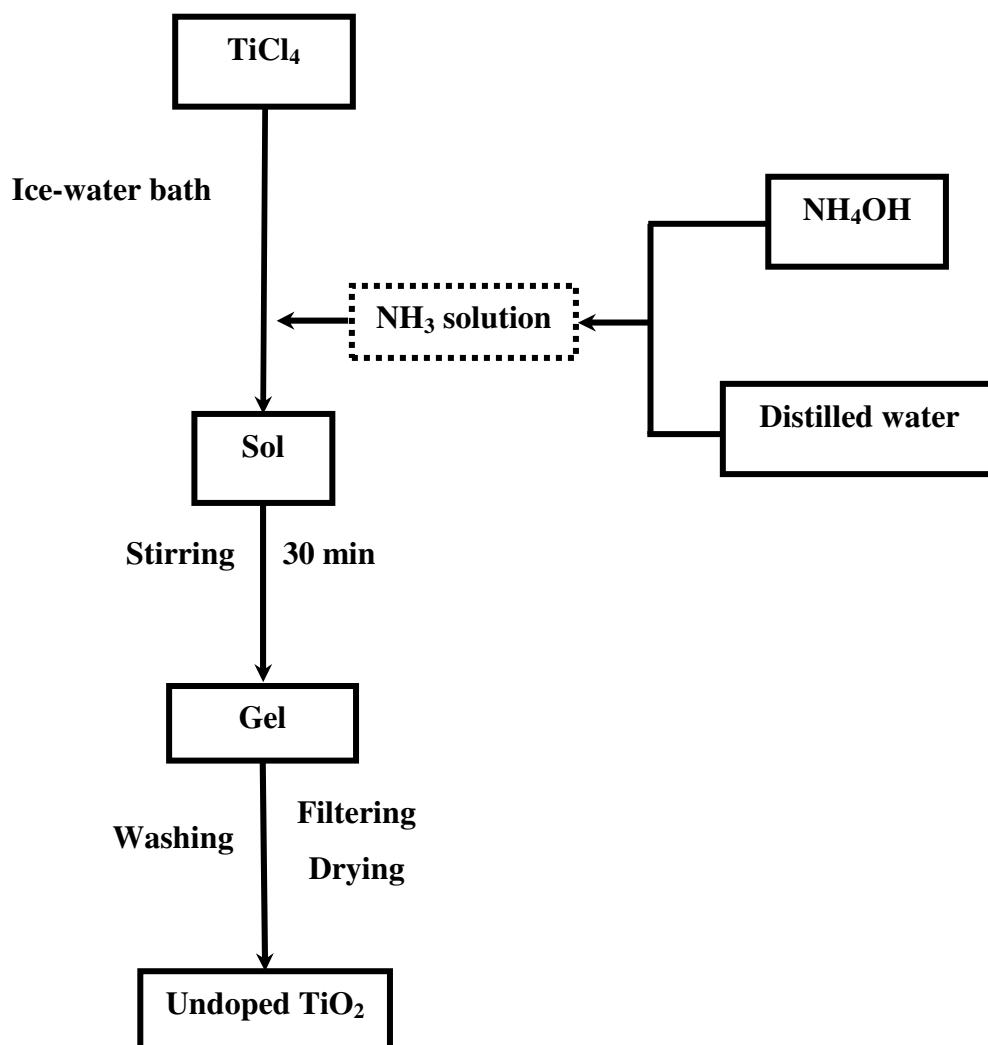 TiCl₄
Ice-water bath
NH₄OH
NH₃ solution
Distilled water
Sol
Stirring 30 min
Gel
Filtering
Washing
Drying
Undoped TiO₂